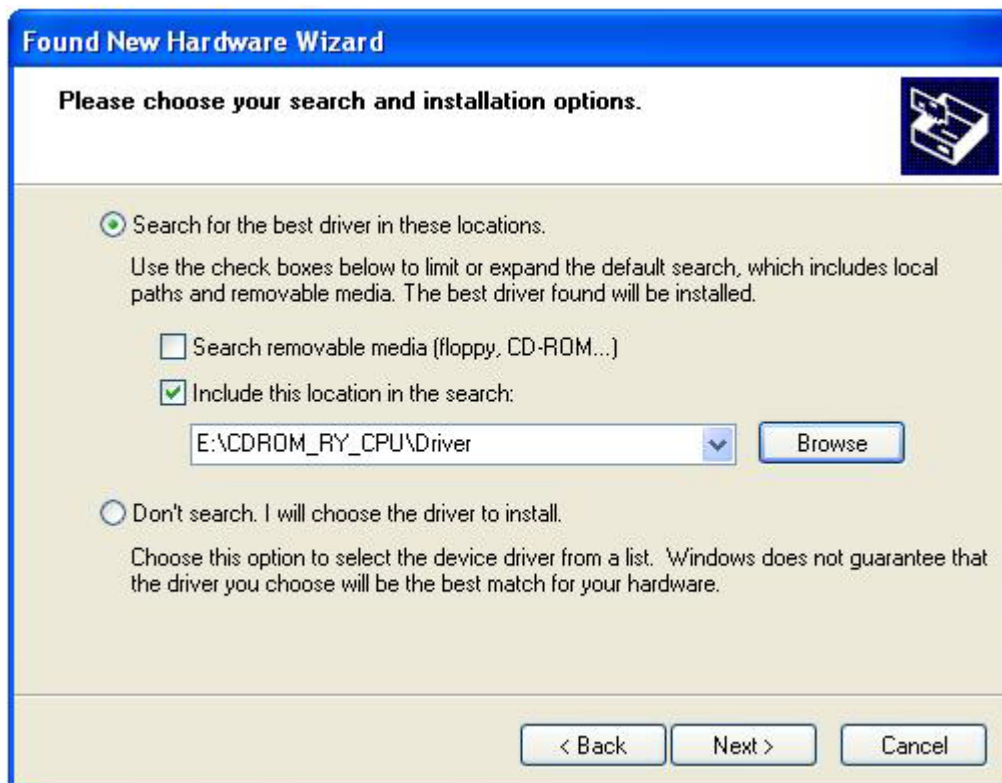 Found New Hardware Wizard
Please choose your search and installation options.
Search for the best driver in these locations.
Use the check boxes below to limit or expand the default search, which includes local
paths and removable media. The best driver found will be installed.
Search removable media (floppy, CD-ROM...)
Include this location in the search:
E:\CDROM_RY_CPU\Driver
Browse
Don't search. I will choose the driver to install.
Choose this option to select the device driver from a list. Windows does not guarantee that
the driver you choose will be the best match for your hardware.
< Back Next > Cancel